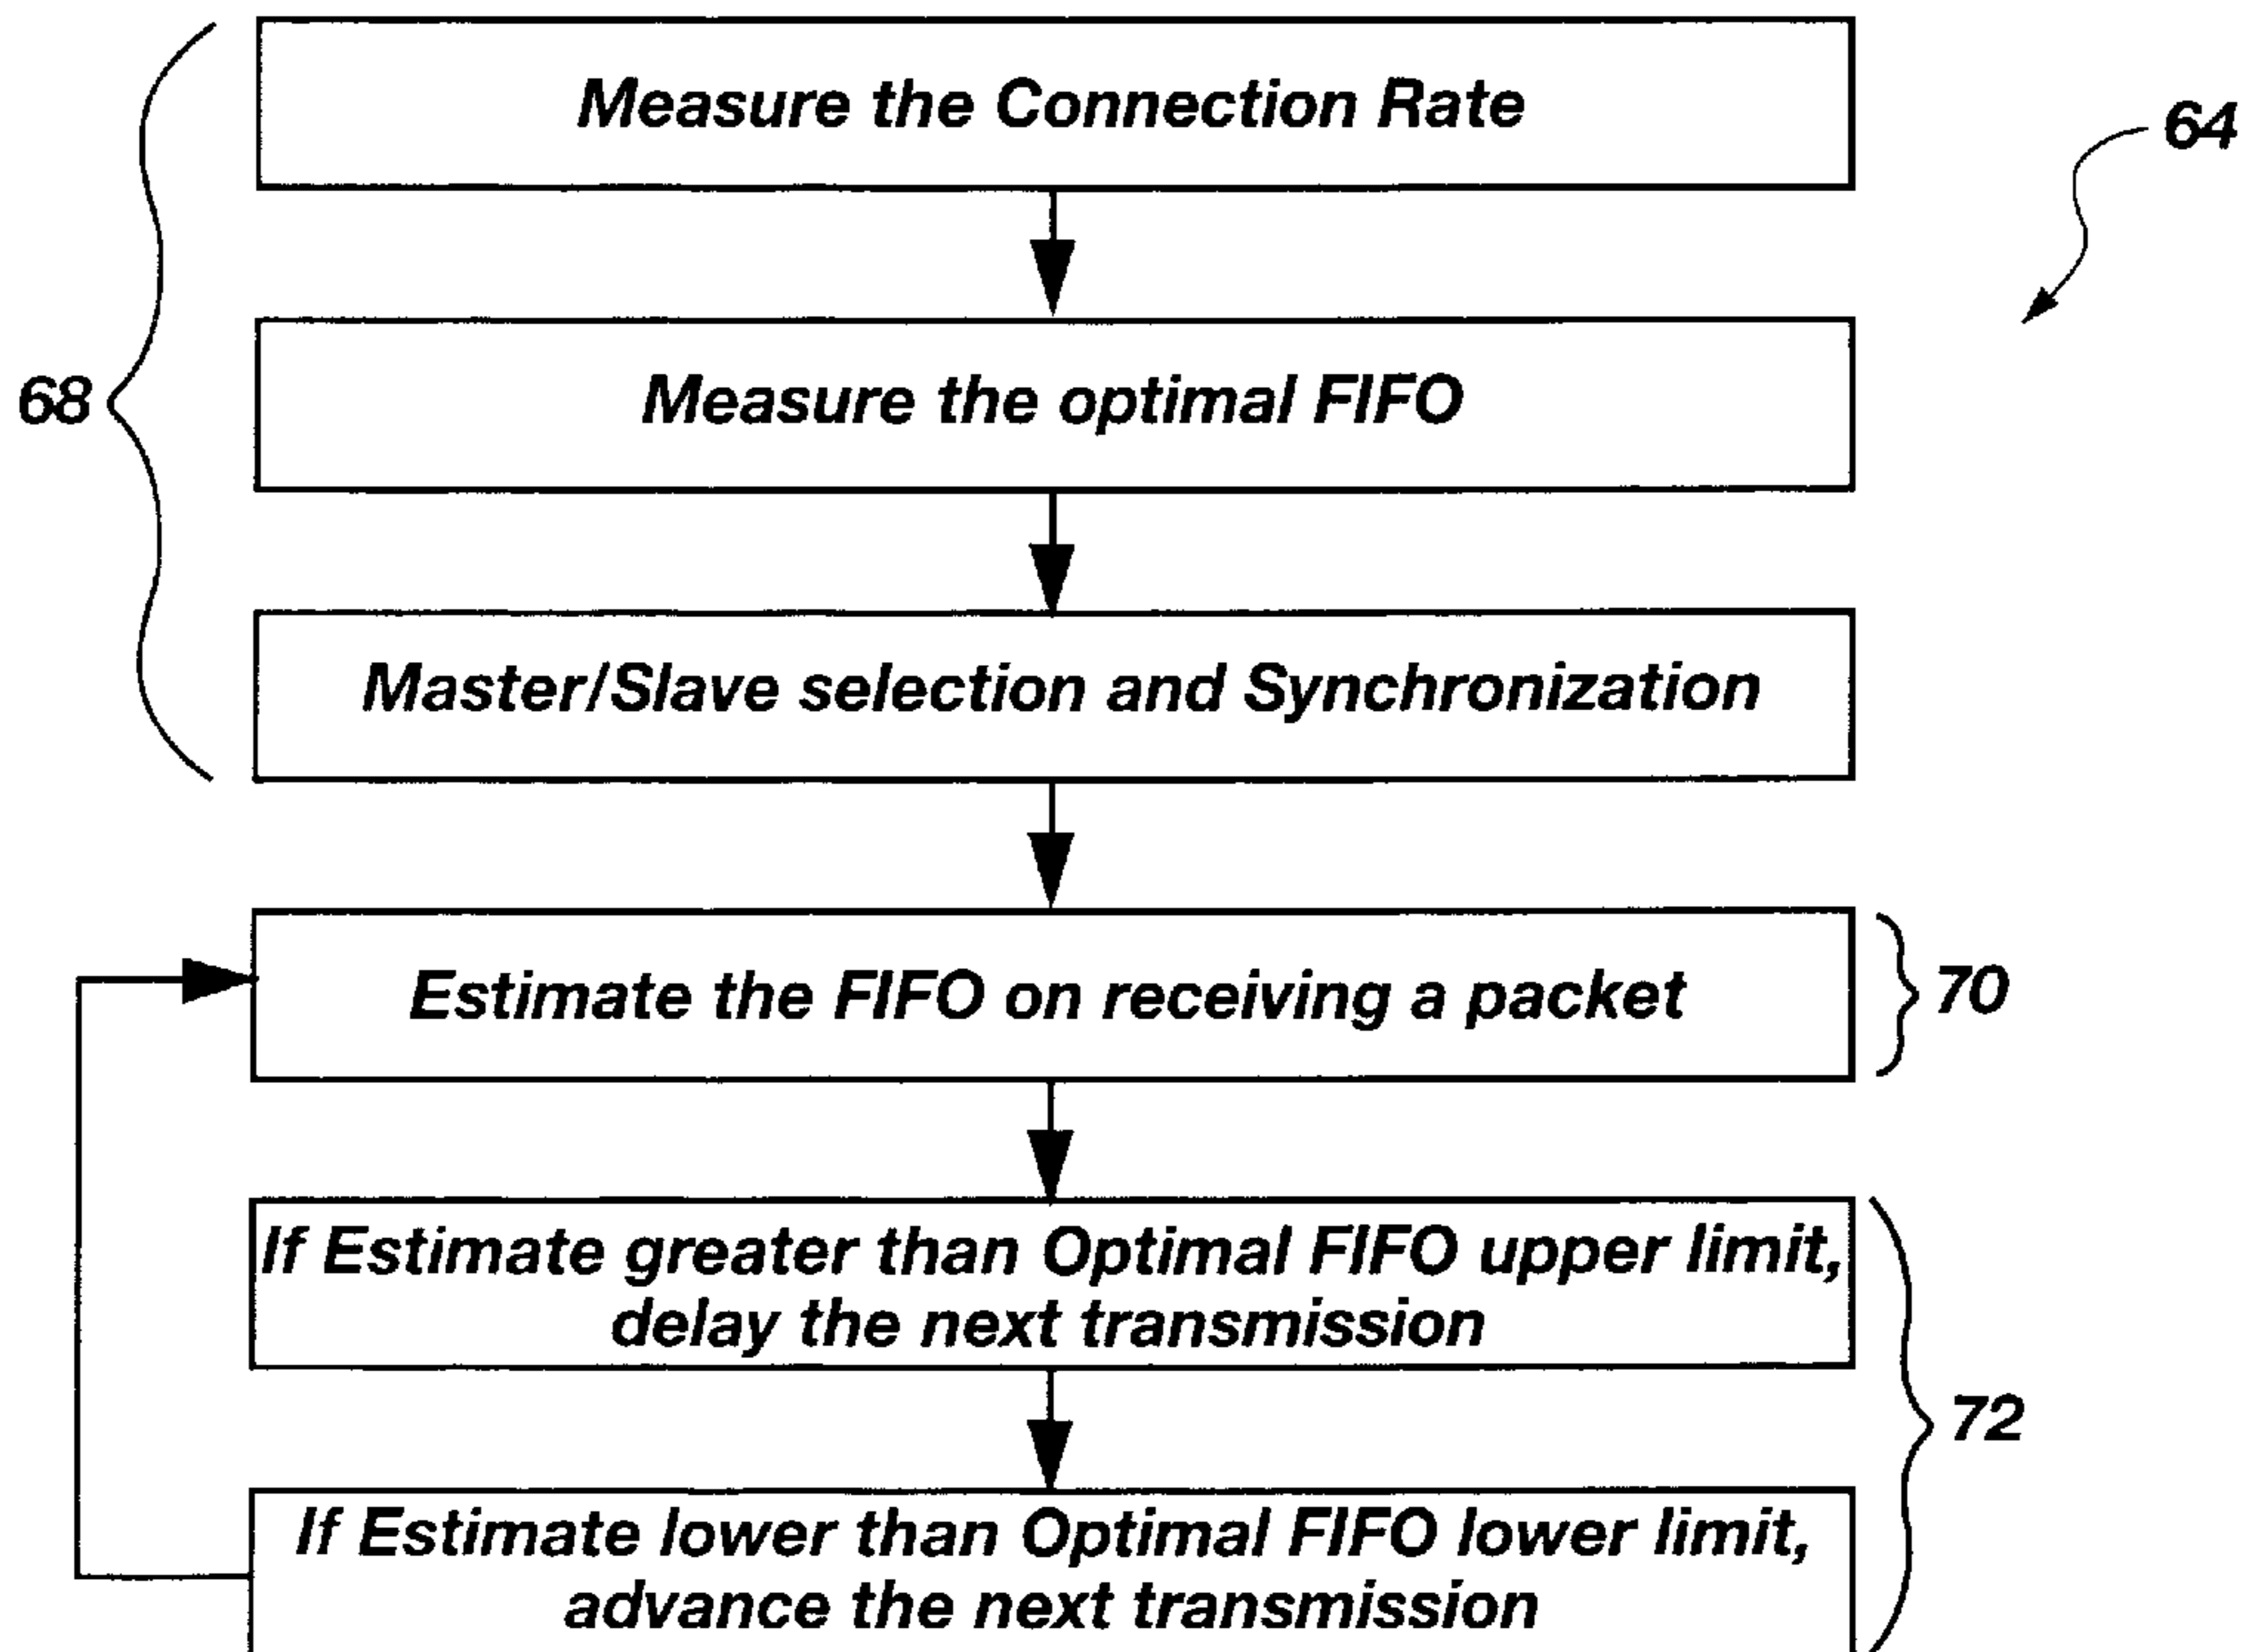 Measure the Connection Rate
64
Measure the optimal FIFO
68
Master/Slave selection and Synchronization
Estimate the FIFO on receiving a packet
70
If Estimate greater than Optimal FIFO upper limit,
delay the next transmission
72
If Estimate lower than Optimal FIFO lower limit,
advance the next transmission